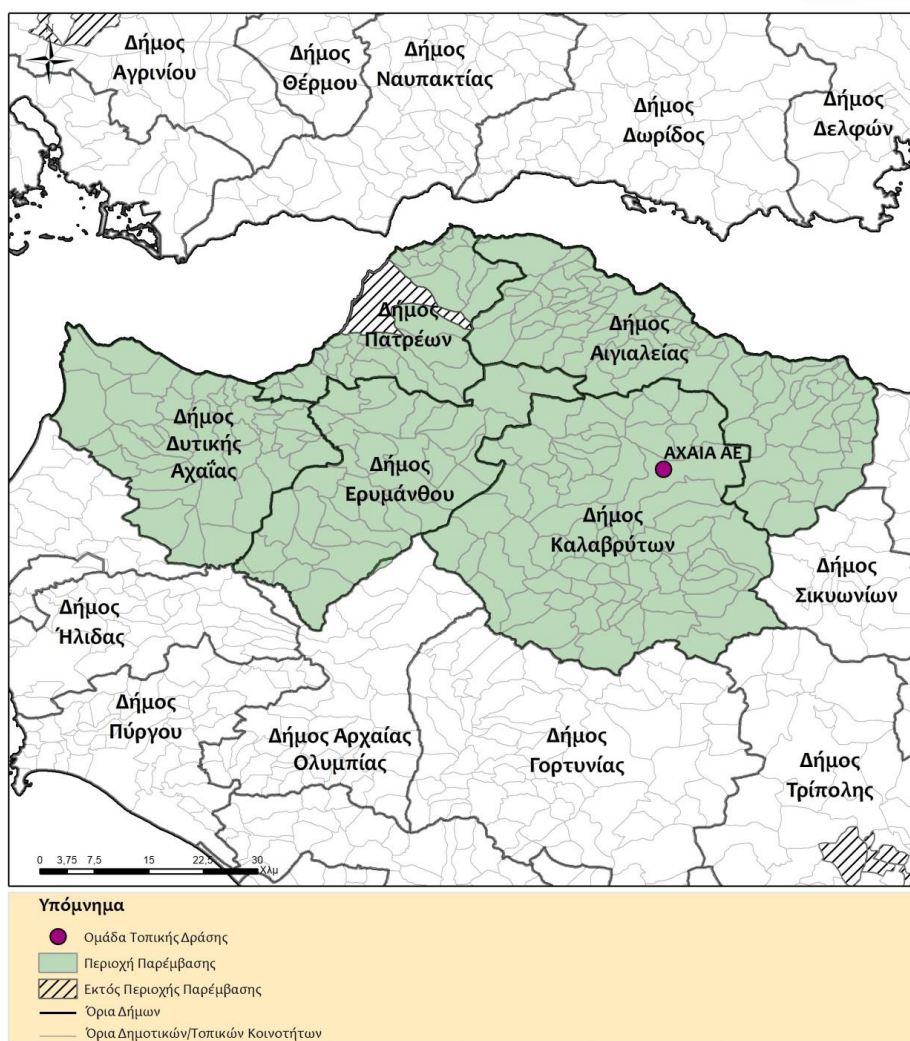 Δήμος
Αγρινίου
Δήμος
Θέρμου
Δήμος
Ναυπακτίας
Δήμος
Δωρίδος
Δήμος
Δελφών
Δήμος
Πατρέων
Δήμος
Αιγιαλείας
Δήμος
Δυτικής
Αχαΐας
Δήμος
Ερυμάνθου
ΑΧΑΙΑ ΑΕ
Δήμος
Καλαβρύτων
Δήμος
Σικυωνίων
Δήμος
Ήλιδας
Δήμος
Πύργου
Δήμος Αρχαίας
Ολυμπίας
Δήμος
Γορτυνίας
Δήμος
Τρίπολης
0 3,75 7,5 15 22,5 30
Χλμ
Υπόμνημα
Ομάδα Τοπικής Δράσης
Περιοχή Παρέμβασης
Εκτός Περιοχής Παρέμβασης
Όρια Δήμων
Όρια Δημοτικών/Τοπικών Κοινοτήτων